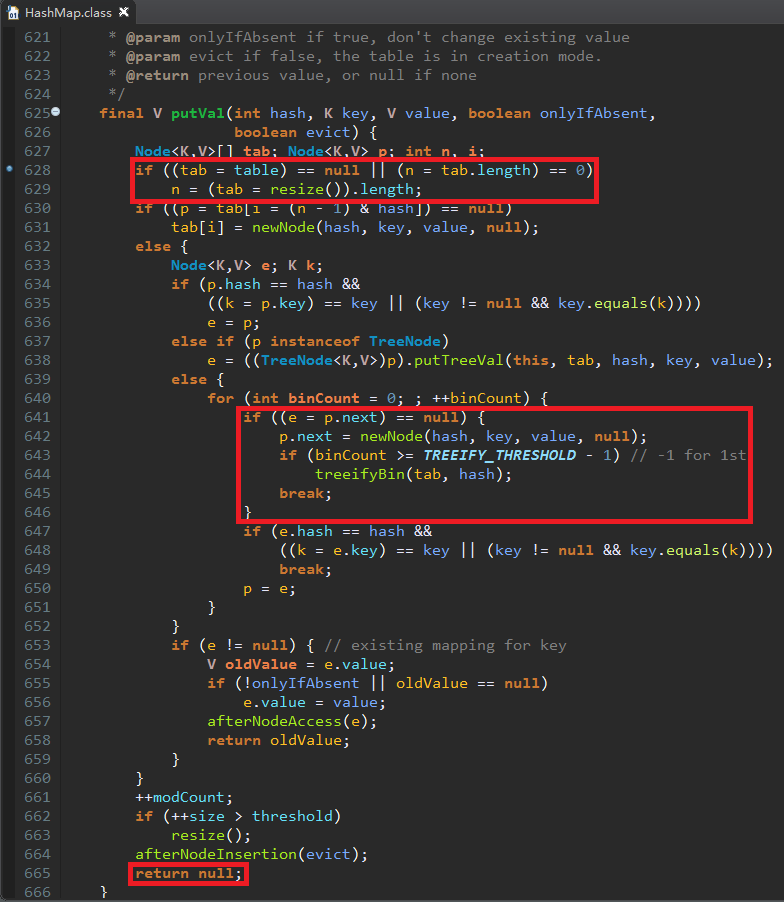 HashMap.class
621 * @param onlyIfAbsent if true, don't change existing value
622 * @param evict if false, the table is in creation mode.
623 * @return previous value, or null if none
624 */
625 final V putVal(int hash, K key, V value, boolean onlyIfAbsent,
626 boolean evict) {
627 Node<K,V>[] tab; Node<K,V> p; int n, i;
628 if ((tab = table) == null || (n = tab.length) == 0)
629 n = (tab = resize()).length;
630 if ((p = tab[i = (n - 1) & hash]) == null)
631 tab[i] = newNode(hash, key, value, null);
632 else {
633 Node<K,V> e; K k;
634 if (p.hash == hash &&
635 ((k = p.key) == key || (key != null && key.equals(k))))
636 e = p;
637 else if (p instanceof TreeNode)
638 e = ((TreeNode<K,V>)p).putTreeVal(this, tab, hash, key, value);
639 else {
640 for (int binCount = 0; ; ++binCount) {
641 if ((e = p.next) == null) {
642 p.next = newNode(hash, key, value, null);
643 if (binCount >= TREEIFY_THRESHOLD - 1) // -1 for 1st
644 treeifyBin(tab, hash);
645 break;
646 }
647 if (e.hash == hash &&
648 ((k = e.key) == key || (key != null && key.equals(k))))
649 break;
650 p = e;
651 }
652 }
653 if (e != null) { // existing mapping for key
654 V oldValue = e.value;
655 if (!onlyIfAbsent || oldValue == null)
656 e.value = value;
657 afterNodeAccess(e);
658 return oldValue;
659 }
660 }
661 ++modCount;
662 if (++size > threshold)
663 resize();
664 afterNodeInsertion(evict);
665 return null;
666 }